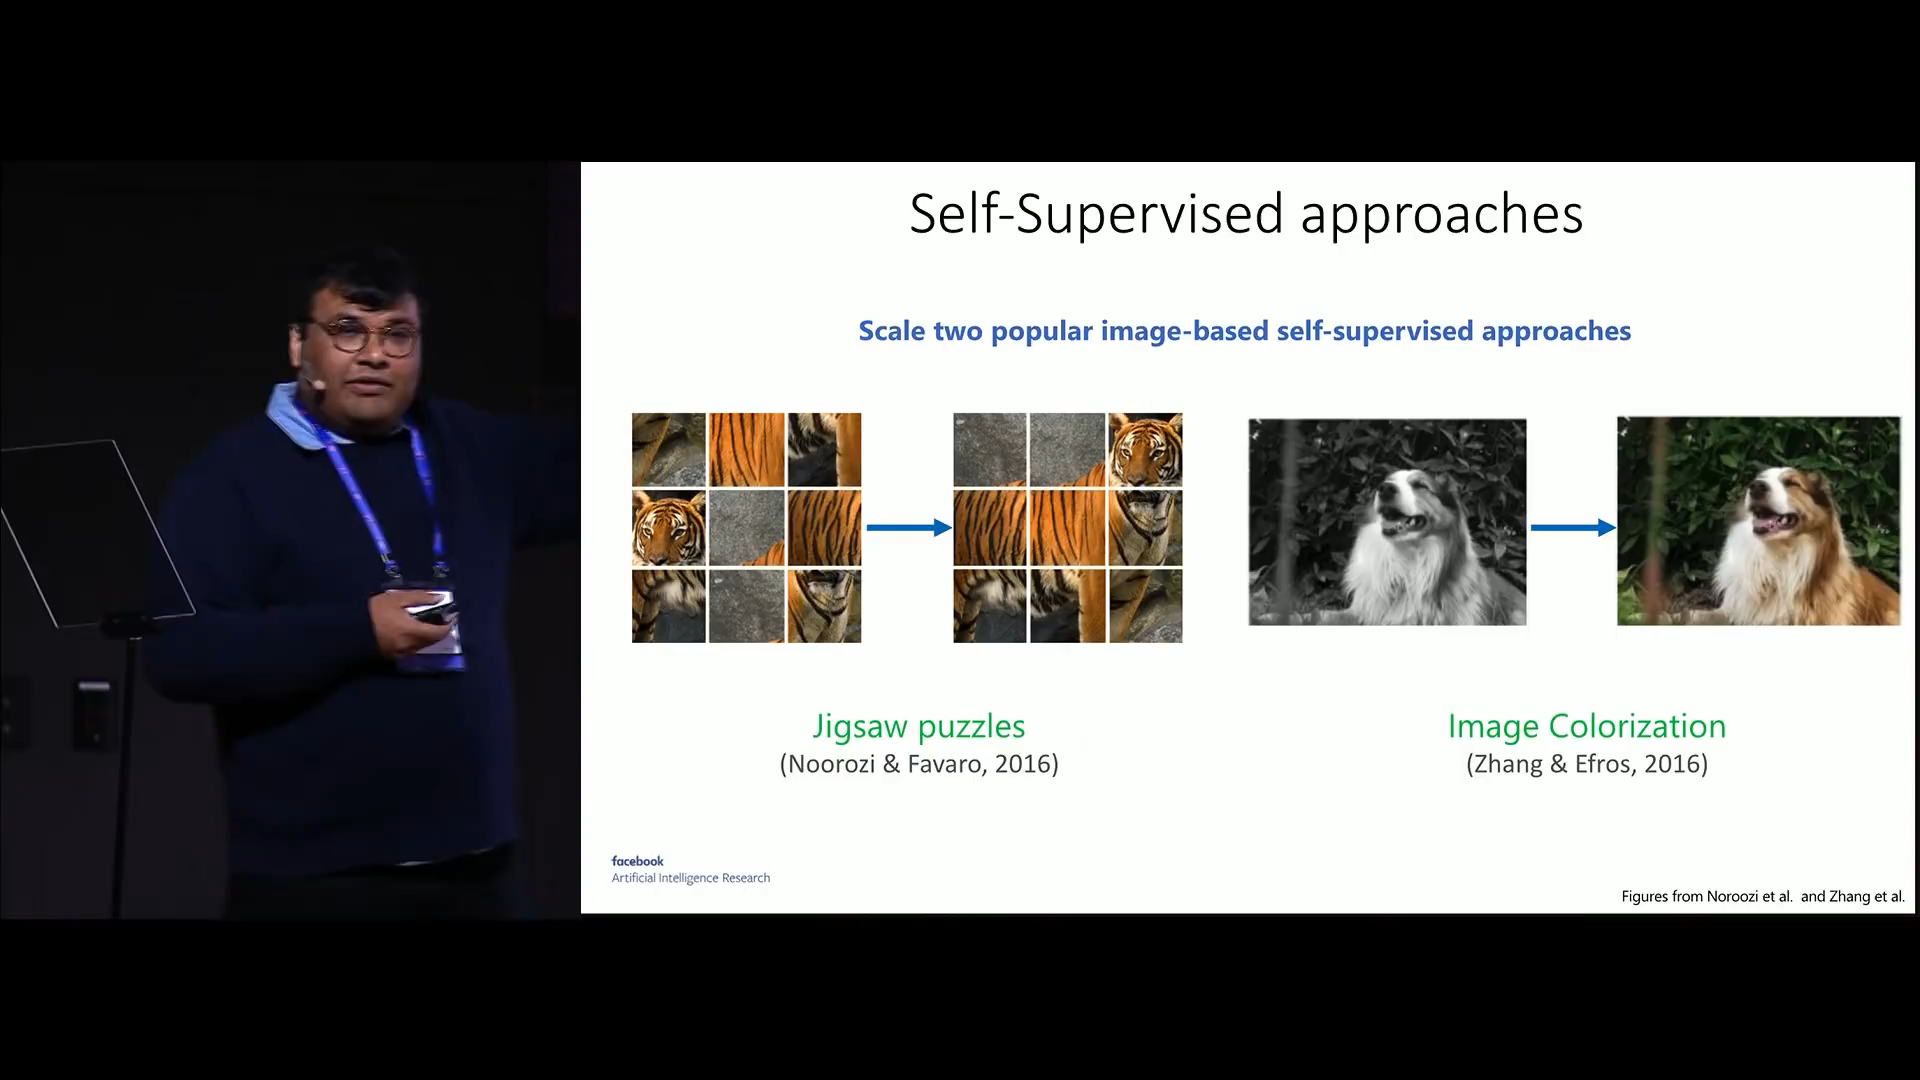 Self-Supervised approaches
Scale two popular image-based self-supervised approaches
Jigsaw puzzles
(Noorozi & Favaro, 2016)
Image Colorization
(Zhang & Efros, 2016)
facebook
Artificial Intelligence Research
Figures from Noroozi et al. and Zhang et al.